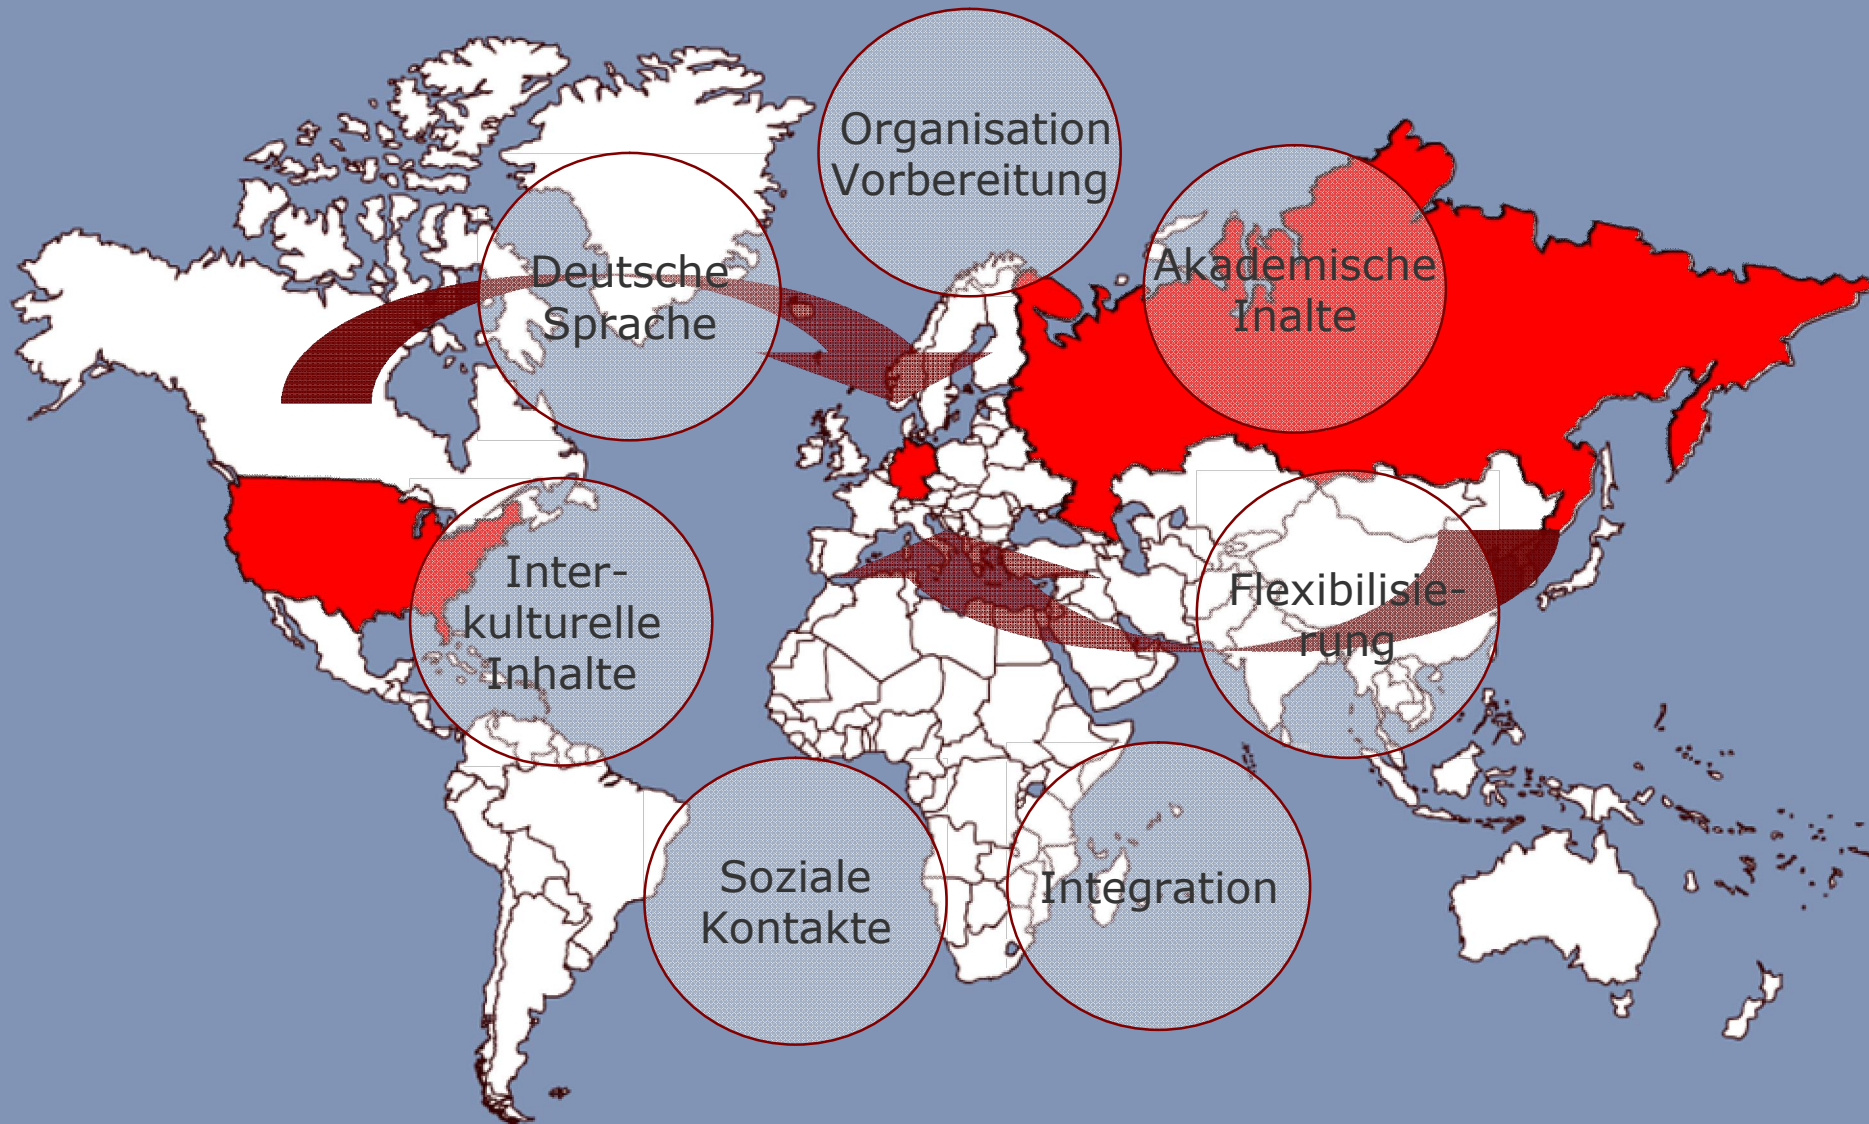 Organisation
Vorbereitung
Deutsche
Sprache
Akademische
Inalte
Inter-
kulturelle
Inhalte
Flexibilisie-
rung
Soziale
Kontakte
Integration